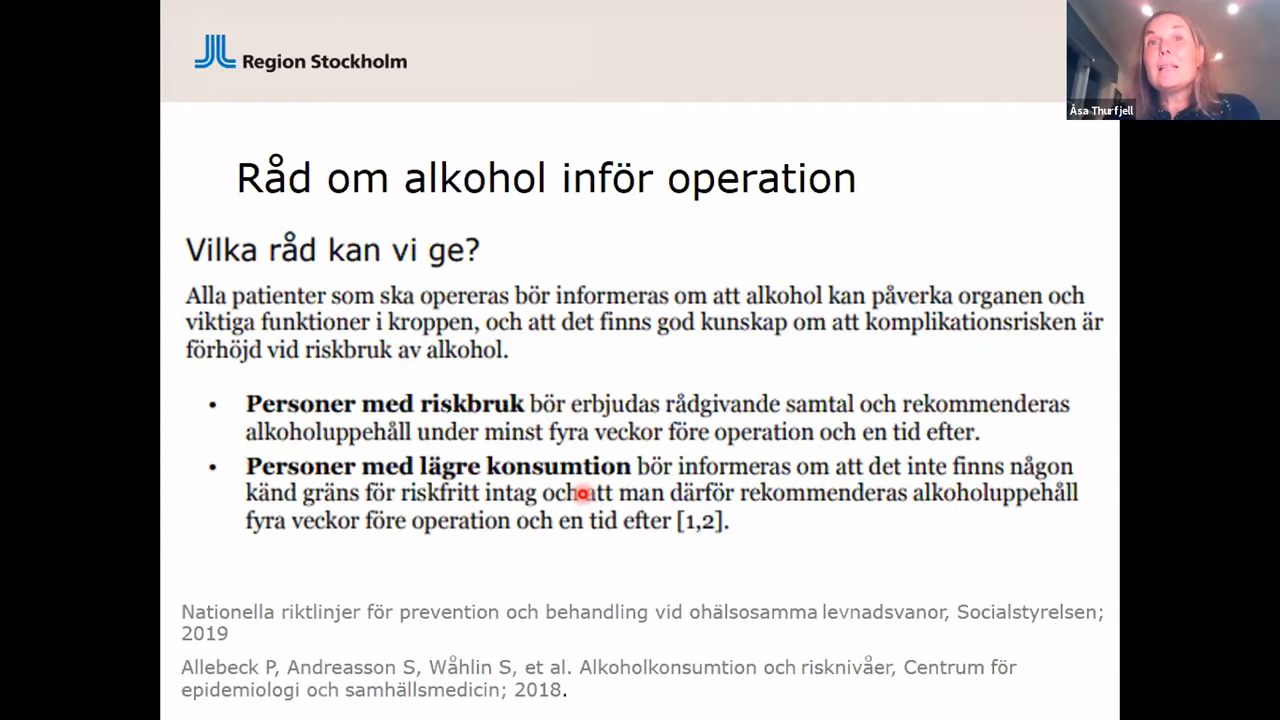 Region Stockholm
Åsa Thurfjell
Råd om alkohol inför operation
Vilka råd kan vi ge?
Alla patienter som ska opereras bör informeras om att alkohol kan påverka organen och
viktiga funktioner i kroppen, och att det finns god kunskap om att komplikationsrisken är
förhöjd vid riskbruk av alkohol.
• Personer med riskbruk bör erbjudas rådgivande samtal och rekommenderas
alkoholuppehåll under minst fyra veckor före operation och en tid efter.
• Personer med lägre konsumtion bör informeras om att det inte finns någon
känd gräns för riskfritt intag och att man därför rekommenderas alkoholuppehåll
fyra veckor före operation och en tid efter [1,2].
Nationella riktlinjer för prevention och behandling vid ohälsosamma levnadsvanor, Socialstyrelsen;
2019
Allebeck P, Andreasson S, Wåhlin S, et al. Alkoholkonsumtion och risknivåer, Centrum för
epidemiologi och samhällsmedicin; 2018.